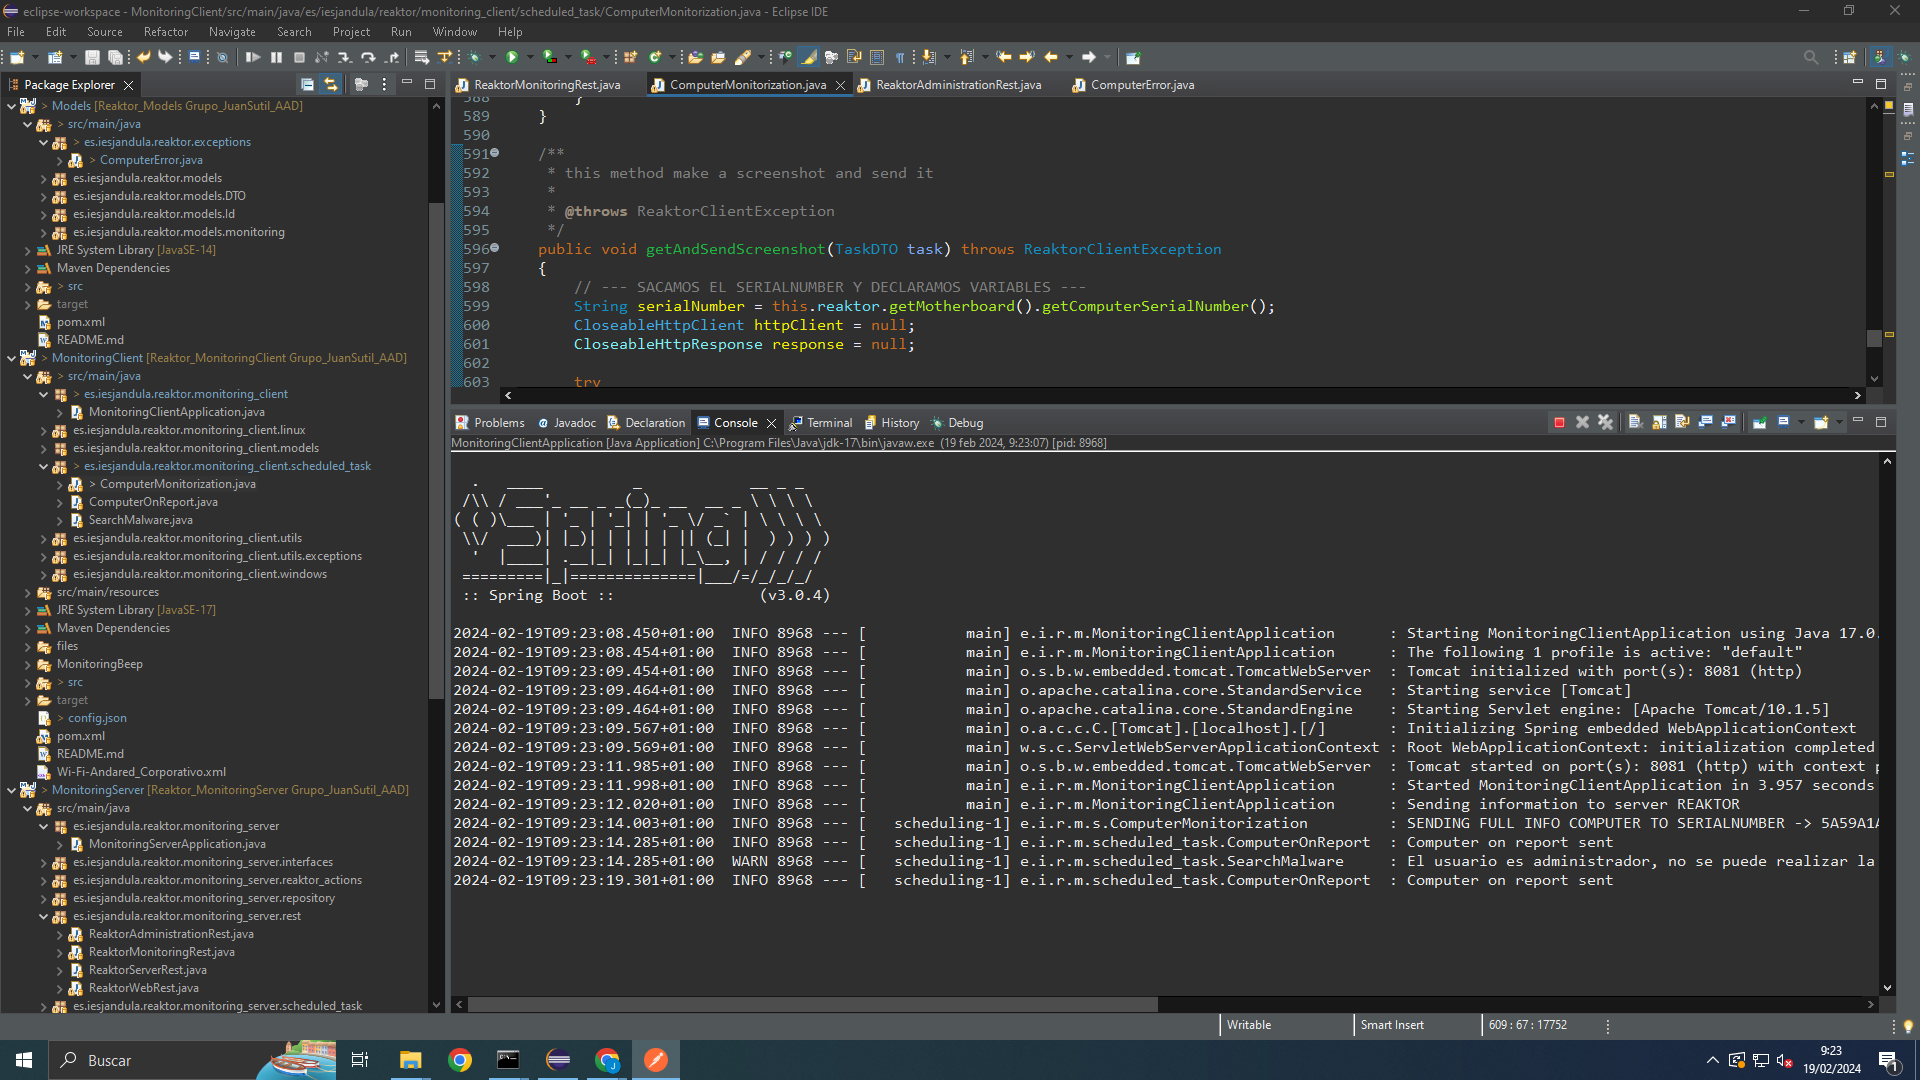 eclipse-workspace - MonitoringClient/src/main/java/es/iesjandula/reaktor/monitoring_client/scheduled_task/ComputerMonitorization.java - Eclipse IDE
File Edit Source Refactor Navigate Search Project Run Window Help
Package Explorer
> Models [Reaktor_Models Grupo_JuanSutil_AAD]
> src/main/java
> es.iesjandula.reaktor.exceptions
> ComputerError.java
es.iesjandula.reaktor.models
es.iesjandula.reaktor.models.DTO
es.iesjandula.reaktor.models.Id
es.iesjandula.reaktor.models.monitoring
JRE System Library [JavaSE-14]
Maven Dependencies
> src
target
pom.xml
README.md
> MonitoringClient [Reaktor_MonitoringClient Grupo_JuanSutil_AAD]
> src/main/java
> es.iesjandula.reaktor.monitoring_client
MonitoringClientApplication.java
es.iesjandula.reaktor.monitoring_client.linux
es.iesjandula.reaktor.monitoring_client.models
> es.iesjandula.reaktor.monitoring_client.scheduled_task
> ComputerMonitorization.java
ComputerOnReport.java
SearchMalware.java
es.iesjandula.reaktor.monitoring_client.utils
es.iesjandula.reaktor.monitoring_client.utils.exceptions
es.iesjandula.reaktor.monitoring_client.windows
src/main/resources
JRE System Library [JavaSE-17]
Maven Dependencies
files
MonitoringBeep
> src
target
> config.json
pom.xml
README.md
Wi-Fi-Andared_Corporativo.xml
> MonitoringServer [Reaktor_MonitoringServer Grupo_JuanSutil_AAD]
src/main/java
es.iesjandula.reaktor.monitoring_server
MonitoringServerApplication.java
es.iesjandula.reaktor.monitoring_server.interfaces
es.iesjandula.reaktor.monitoring_server.reaktor_actions
es.iesjandula.reaktor.monitoring_server.repository
es.iesjandula.reaktor.monitoring_server.rest
ReaktorAdministrationRest.java
ReaktorMonitoringRest.java
ReaktorServerRest.java
ReaktorWebRest.java
es.iesjandula.reaktor.monitoring_server.scheduled_task
ReaktorMonitoringRest.java ComputerMonitorization.java ReaktorAdministrationRest.java ComputerError.java
588 }
589 }
590
591 /**
592 * this method make a screenshot and send it
593 *
594 * @throws ReaktorClientException
595 */
596 public void getAndSendScreenshot(TaskDTO task) throws ReaktorClientException
597 {
598 // --- SACAMOS EL SERIALNUMBER Y DECLARAMOS VARIABLES ---
599 String serialNumber = this.reaktor.getMotherboard().getComputerSerialNumber();
600 CloseableHttpClient httpClient = null;
601 CloseableHttpResponse response = null;
602
603 try
Problems Javadoc Declaration Console Terminal History Debug
MonitoringClientApplication [Java Application] C:\Program Files\Java\jdk-17\bin\javaw.exe (19 feb 2024, 9:23:07) [pid: 8968]
Spring
:: Spring Boot :: (v3.0.4)
2024-02-19T09:23:08.450+01:00 INFO 8968 --- [ main] e.i.r.m.MonitoringClientApplication : Starting MonitoringClientApplication using Java 17.0.
2024-02-19T09:23:08.454+01:00 INFO 8968 --- [ main] e.i.r.m.MonitoringClientApplication : The following 1 profile is active: "default"
2024-02-19T09:23:09.454+01:00 INFO 8968 --- [ main] o.s.b.w.embedded.tomcat.TomcatWebServer : Tomcat initialized with port(s): 8081 (http)
2024-02-19T09:23:09.464+01:00 INFO 8968 --- [ main] o.apache.catalina.core.StandardService : Starting service [Tomcat]
2024-02-19T09:23:09.464+01:00 INFO 8968 --- [ main] o.apache.catalina.core.StandardEngine : Starting Servlet engine: [Apache Tomcat/10.1.5]
2024-02-19T09:23:09.567+01:00 INFO 8968 --- [ main] o.a.c.c.C.[Tomcat].[localhost].[/] : Initializing Spring embedded WebApplicationContext
2024-02-19T09:23:09.569+01:00 INFO 8968 --- [ main] w.s.c.ServletWebServerApplicationContext : Root WebApplicationContext: initialization completed
2024-02-19T09:23:11.985+01:00 INFO 8968 --- [ main] o.s.b.w.embedded.tomcat.TomcatWebServer : Tomcat started on port(s): 8081 (http) with context p
2024-02-19T09:23:11.998+01:00 INFO 8968 --- [ main] e.i.r.m.MonitoringClientApplication : Started MonitoringClientApplication in 3.957 seconds
2024-02-19T09:23:12.020+01:00 INFO 8968 --- [ main] e.i.r.m.MonitoringClientApplication : Sending information to server REAKTOR
2024-02-19T09:23:14.003+01:00 INFO 8968 --- [ scheduling-1] e.i.r.m.s.ComputerMonitorization : SENDING FULL INFO COMPUTER TO SERIALNUMBER -> 5A59A1A
2024-02-19T09:23:14.285+01:00 INFO 8968 --- [ scheduling-1] e.i.r.m.scheduled_task.ComputerOnReport : Computer on report sent
2024-02-19T09:23:14.285+01:00 WARN 8968 --- [ scheduling-1] e.i.r.m.scheduled_task.SearchMalware : El usuario es administrador, no se puede realizar la
2024-02-19T09:23:19.301+01:00 INFO 8968 --- [ scheduling-1] e.i.r.m.scheduled_task.ComputerOnReport : Computer on report sent
Writable Smart Insert 609 : 67 : 17752
Buscar
9:23
19/02/2024
1